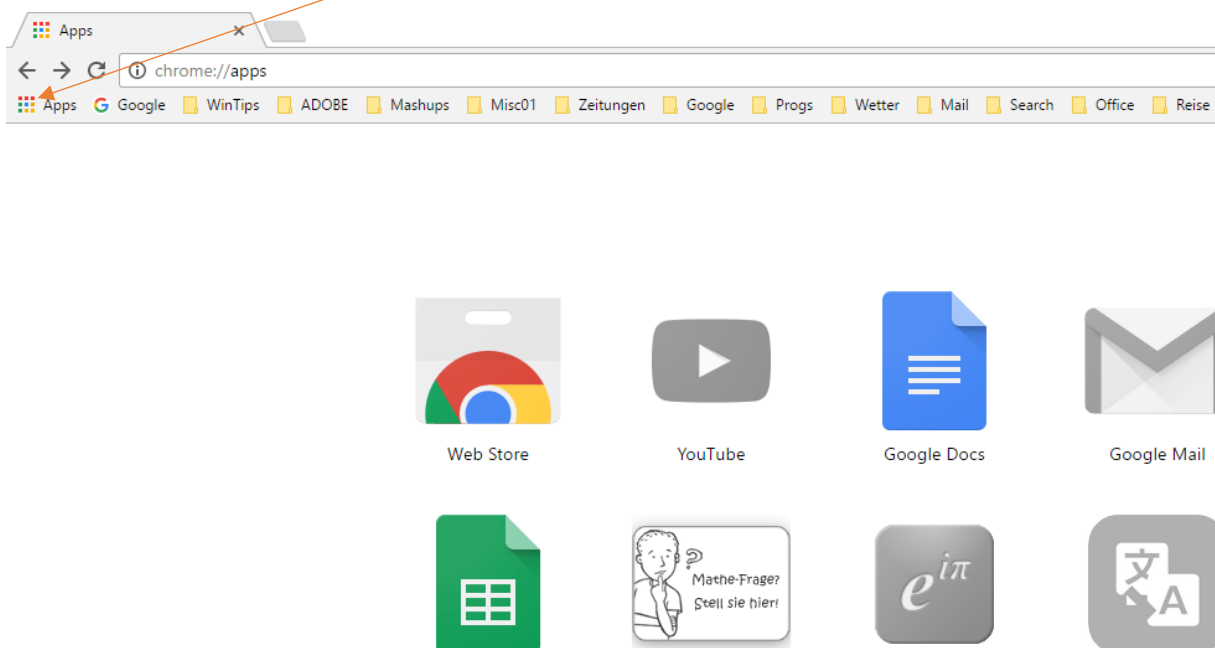 Apps
chrome://apps
Apps Google WinTips ADOBE Mashups Misc01 Zeitungen Google Progs Wetter Mail Search Office Reise
Web Store YouTube Google Docs Google Mail
?
Mathe-Frage?
Stell sie hier!
e^{iπ}
文
A